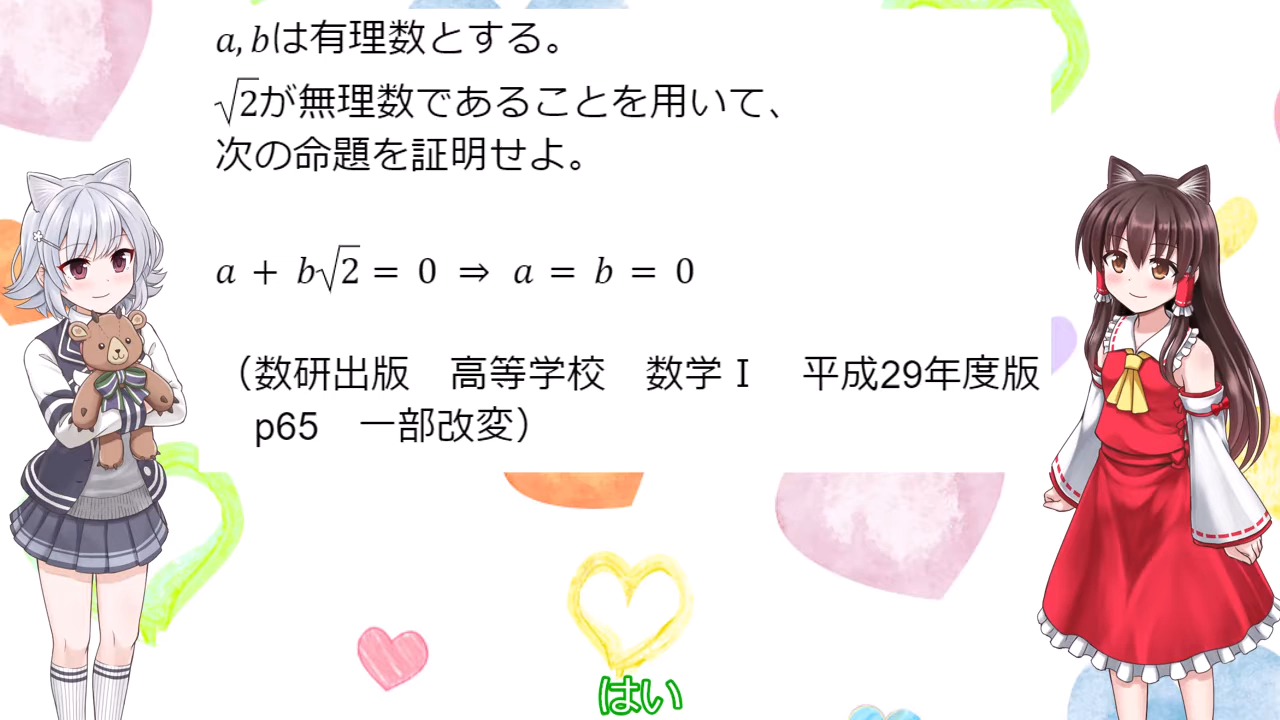 a, bは有理数とする。
√2が無理数であることを用いて、
次の命題を証明せよ。
a + b√2 = 0 ⇒ a = b = 0
（数研出版　高等学校　数学Ⅰ　平成29年度版
p65　一部改変）
はい